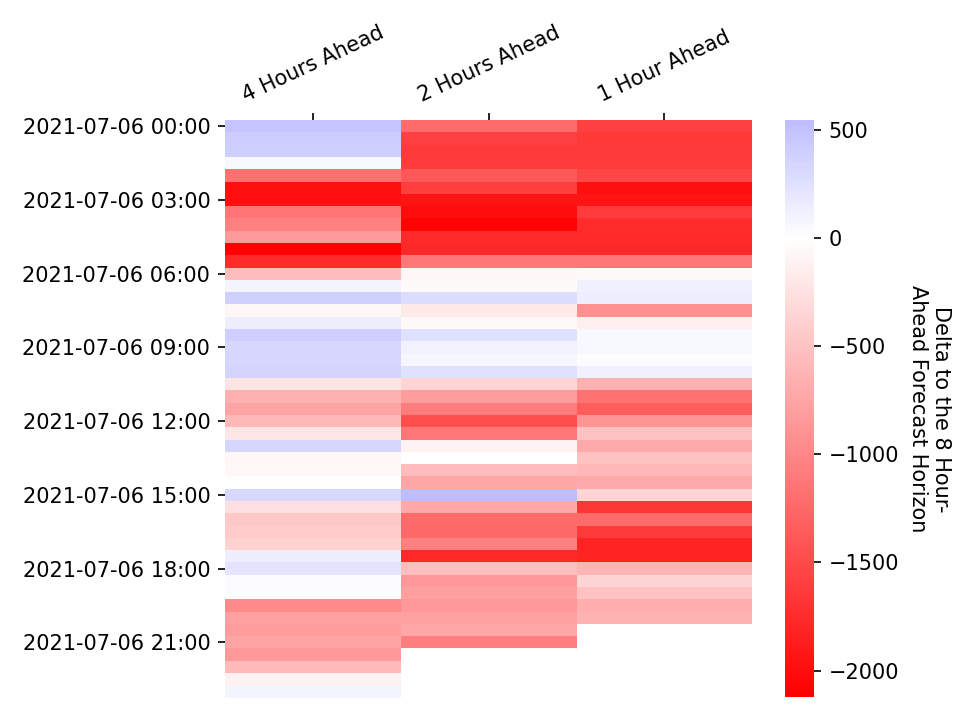 4 Hours Ahead
2 Hours Ahead
1 Hour Ahead
2021-07-06 00:00
2021-07-06 03:00
2021-07-06 06:00
2021-07-06 09:00
2021-07-06 12:00
2021-07-06 15:00
2021-07-06 18:00
2021-07-06 21:00
500
0
−500
−1000
−1500
−2000
Delta to the 8 Hour-
Ahead Forecast Horizon